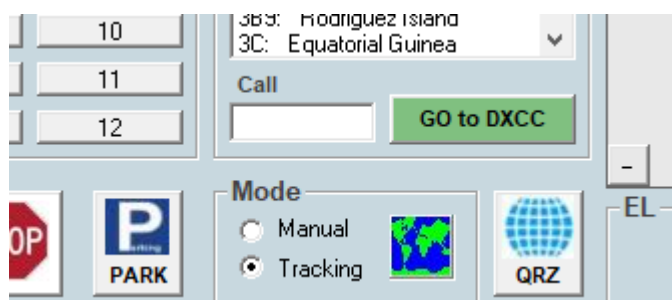 3B9: Rodriguez Island
3C: Equatorial Guinea
10
11
12
Call
GO to DXCC
-
Mode
Manual
Tracking
PARK
QRZ
EL